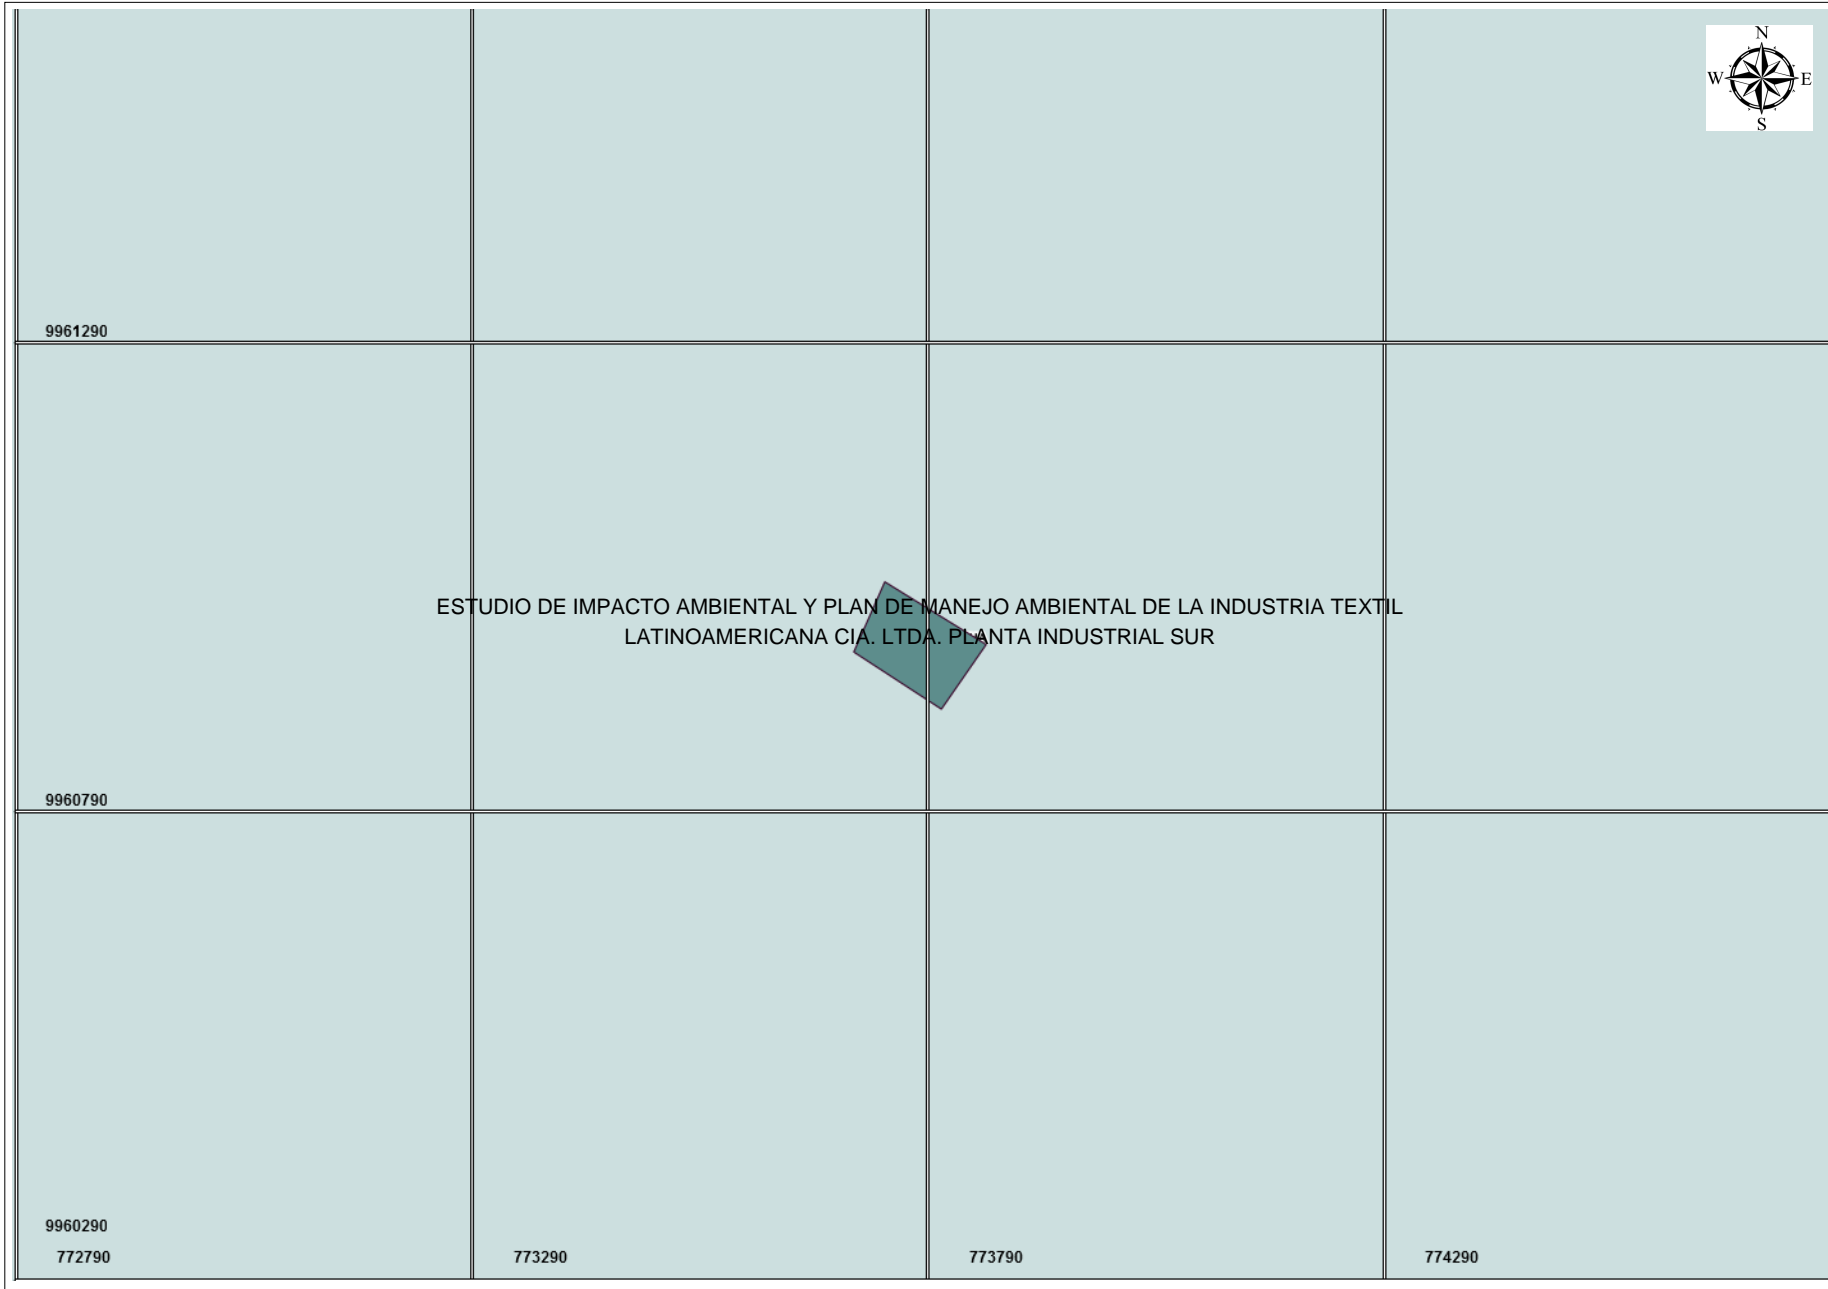 N
W E
S
9961290
ESTUDIO DE IMPACTO AMBIENTAL Y PLAN DE MANEJO AMBIENTAL DE LA INDUSTRIA TEXTIL
LATINOAMERICANA CIA. LTDA. PLANTA INDUSTRIAL SUR
9960790
9960290
772790 773290 773790 774290